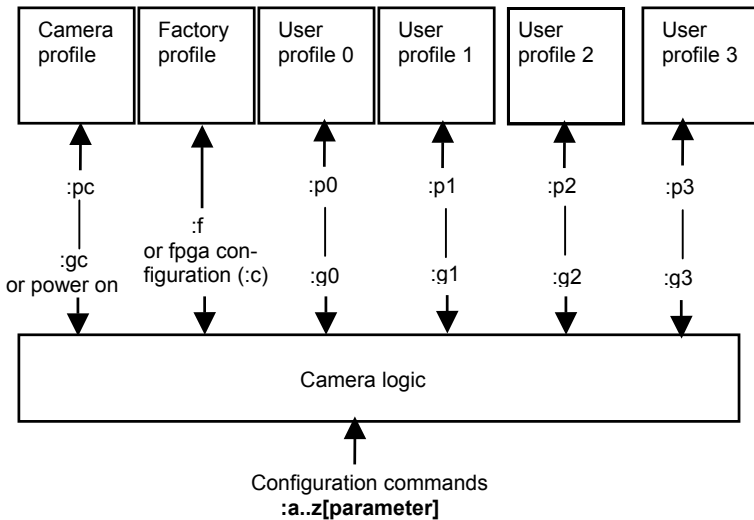 Camera
profile
Factory
profile
User
profile 0
User
profile 1
User
profile 2
User
profile 3
:pc
:p0
:p1
:p2
:p3
:f
or fpga con-
figuration (:c)
:gc
or power on
:g0
:g1
:g2
:g3
Camera logic
Configuration commands
:a..z[parameter]